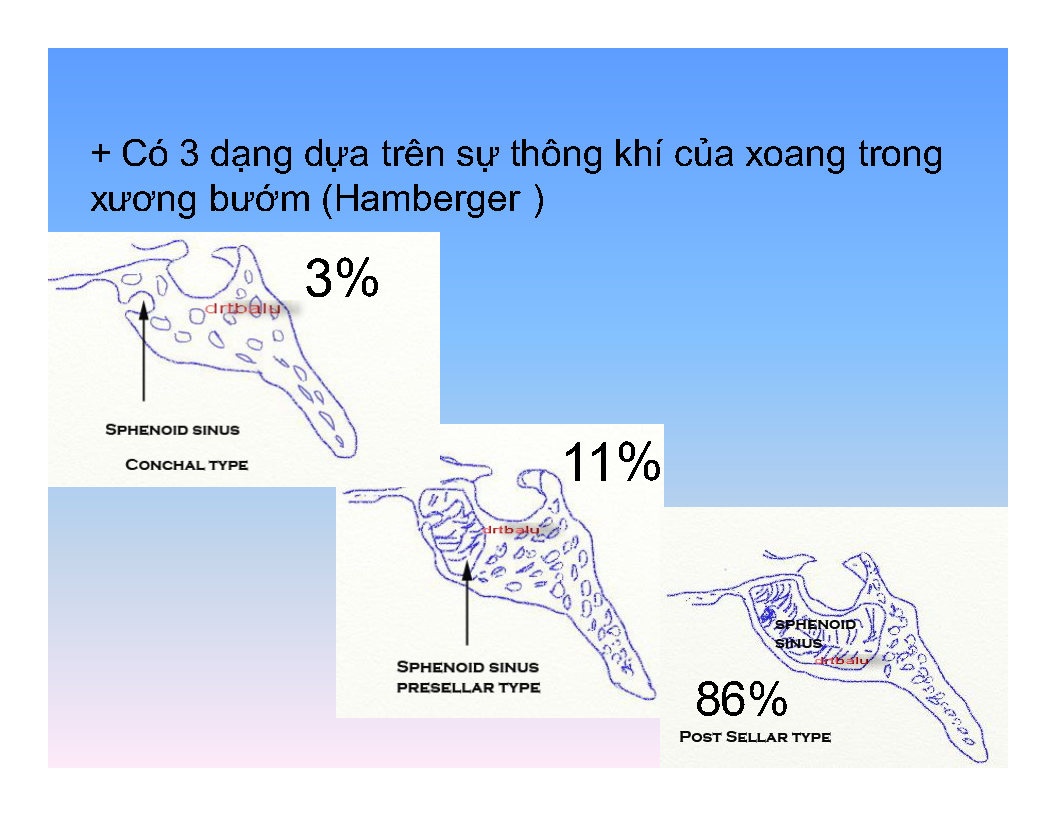 + Có 3 dạng dựa trên sự thông khí của xoang trong
xương bướm (Hamberger )
3%
drtbalu
SPHENOID SINUS
CONCHAL TYPE
11%
drtbalu
SPHENOID SINUS
PRESELLAR TYPE
SPHENOID
SINUS
drtbalu
86%
POST SELLAR TYPE